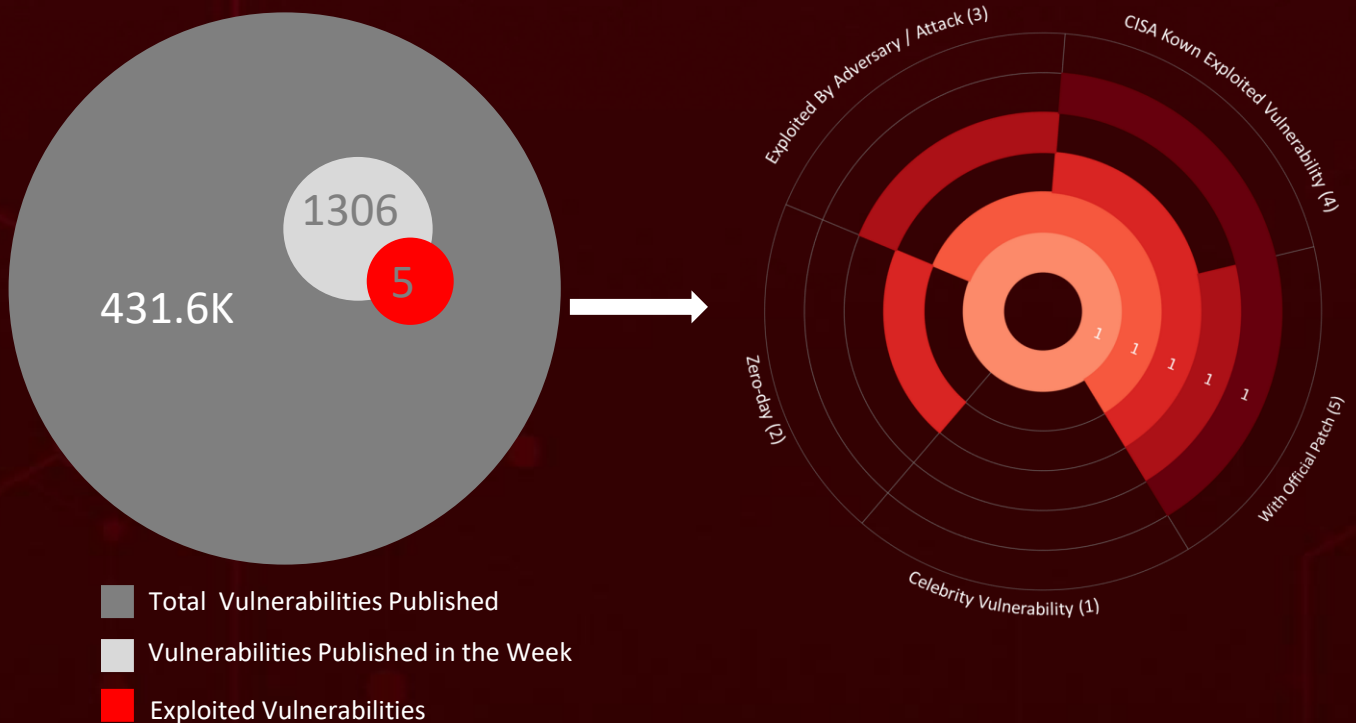 1306
5
431.6K
Total Vulnerabilities Published
Vulnerabilities Published in the Week
Exploited Vulnerabilities
Exploited By Adversary / Attack (3)
CISA Kown Exploited Vulnerability (4)
Zero-day (2)
With Official Patch (5)
Celebrity Vulnerability (1)
1
1
1
1
1